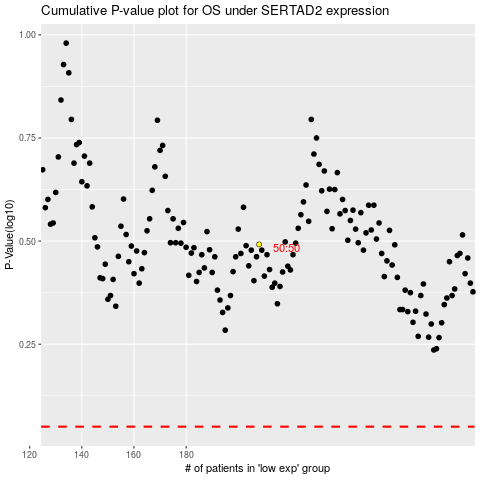 Cumulative P-value plot for OS under SERTAD2 expression
1.00
0.75
0.50
0.25
P-Value(log10)
50:50
120 140 160 180
# of patients in 'low exp' group